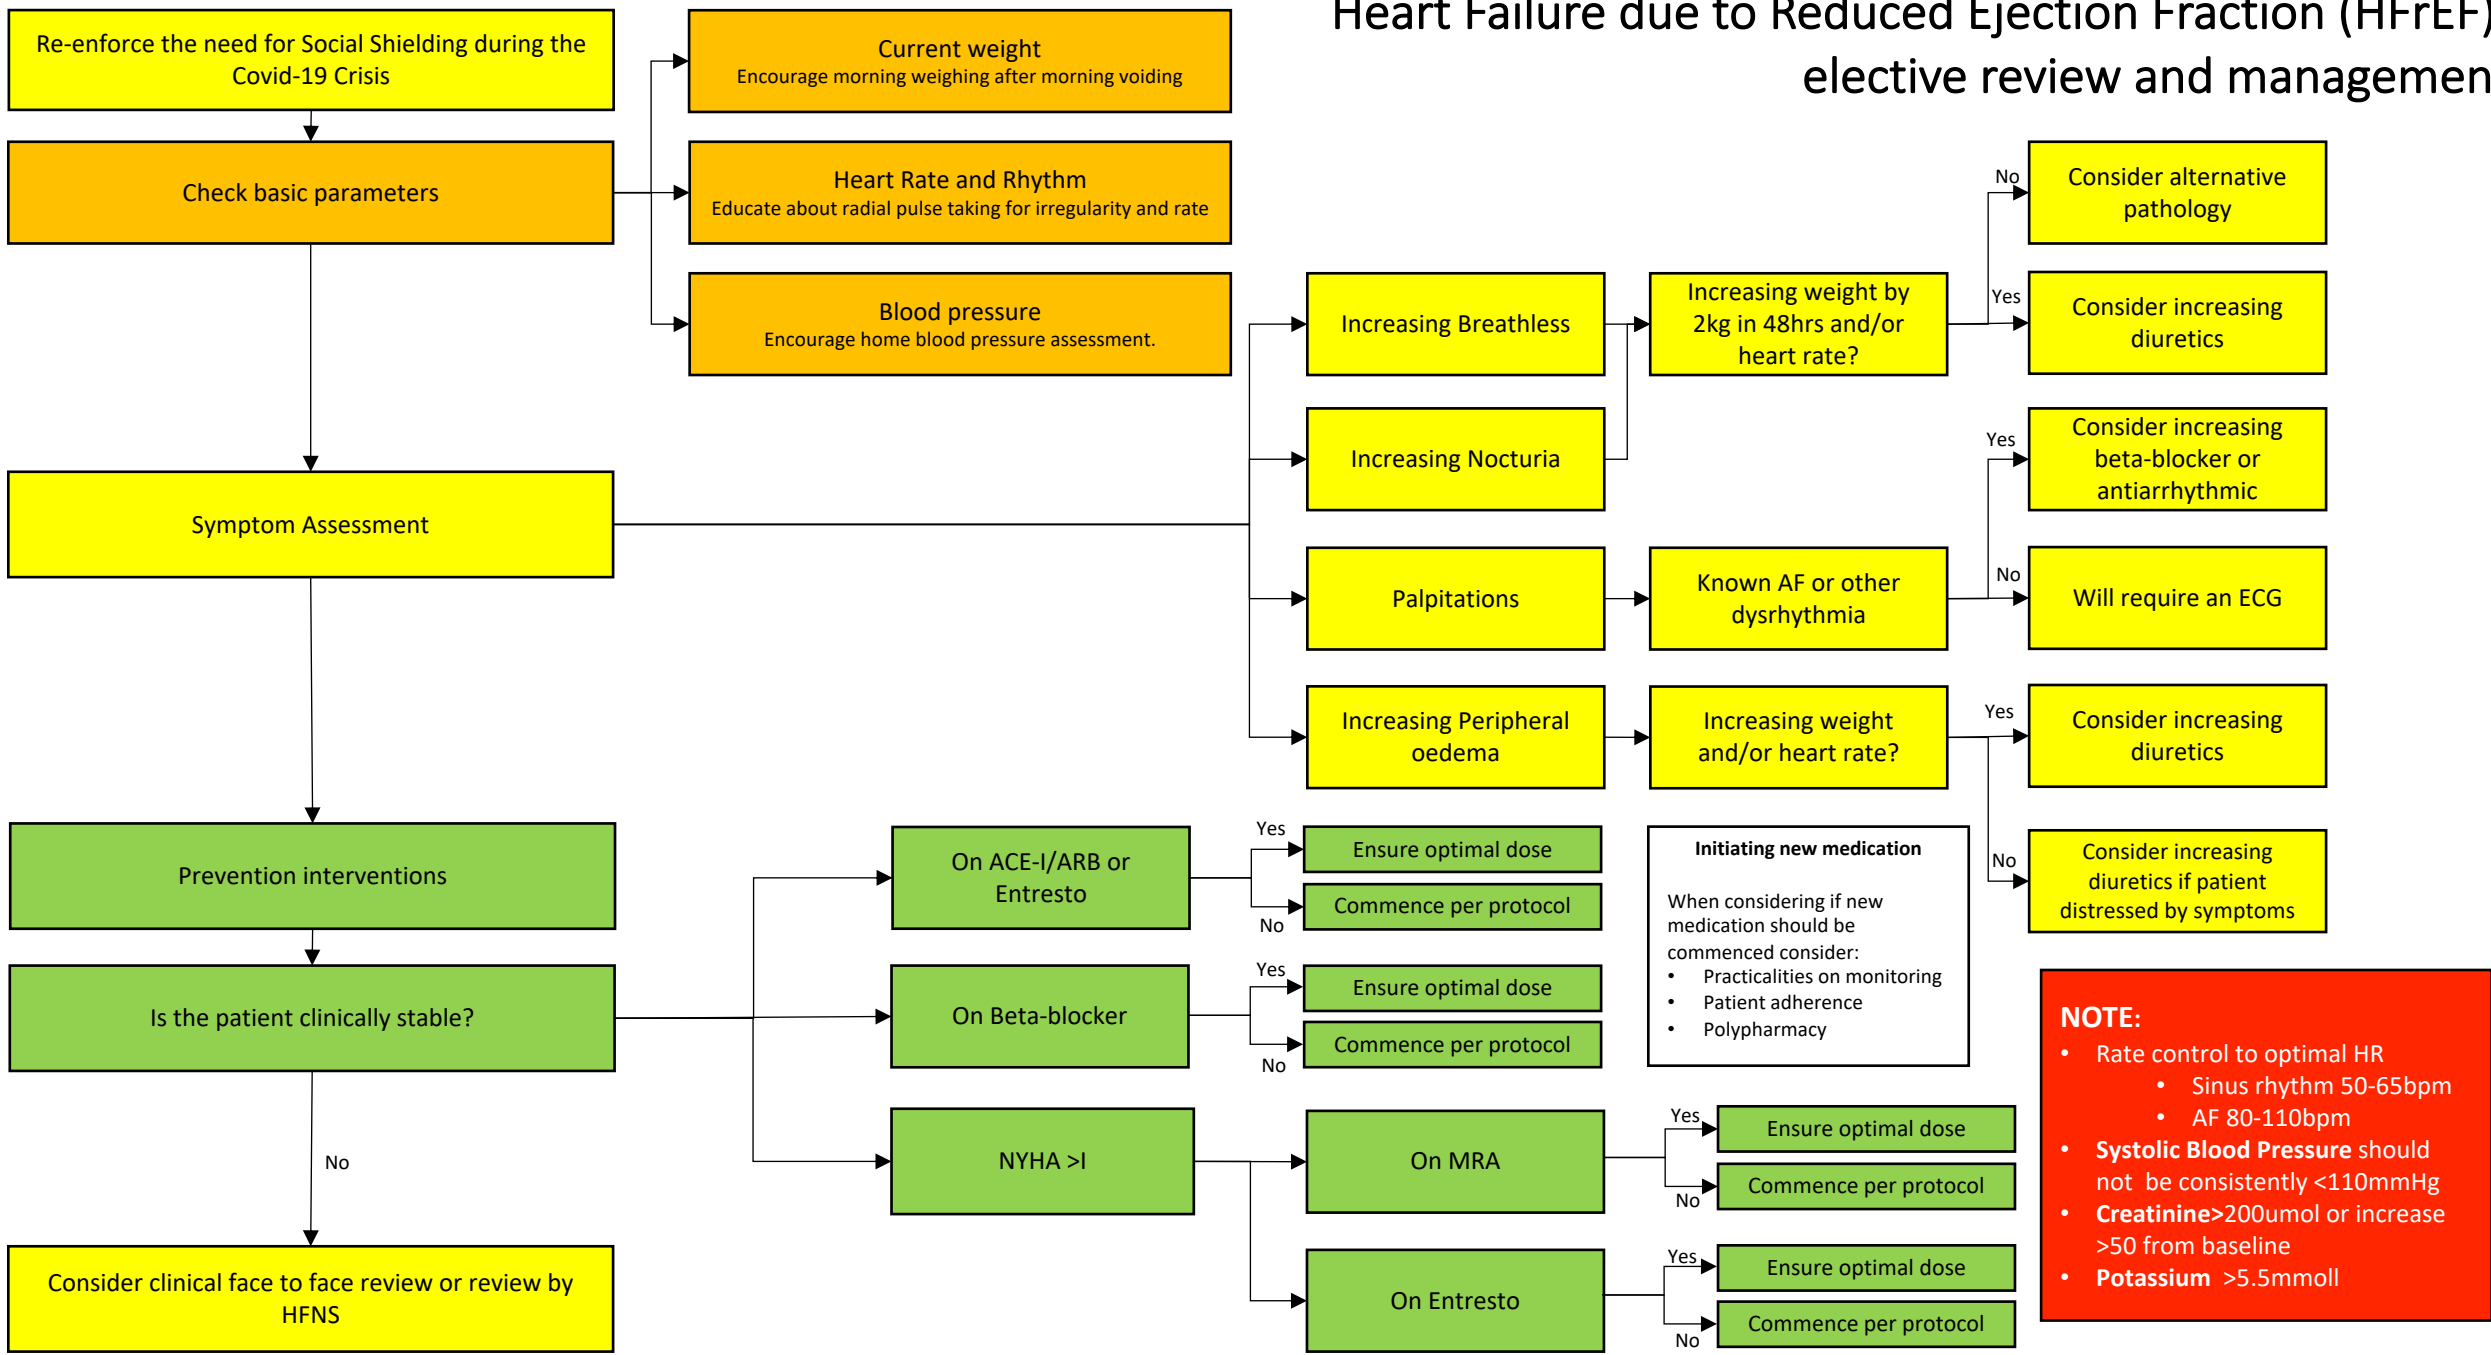 Heart Failure due to Reduced Ejection Fraction (HFrEF)
elective review and managemen
Re-enforce the need for Social Shielding during the
Covid-19 Crisis
Check basic parameters
Current weight
Encourage morning weighing after morning voiding
Heart Rate and Rhythm
Educate about radial pulse taking for irregularity and rate
Blood pressure
Encourage home blood pressure assessment.
Symptom Assessment
Increasing Breathless
Increasing Nocturia
Increasing weight by
2kg in 48hrs and/or
heart rate?
No
Consider alternative
pathology
Yes
Consider increasing
diuretics
Palpitations
Known AF or other
dysrhythmia
Yes
Consider increasing
beta-blocker or
antiarrhythmic
No
Will require an ECG
Increasing Peripheral
oedema
Increasing weight
and/or heart rate?
Yes
Consider increasing
diuretics
No
Consider increasing
diuretics if patient
distressed by symptoms
Prevention interventions
Is the patient clinically stable?
No
Consider clinical face to face review or review by
HFNS
On ACE-I/ARB or
Entresto
Yes
Ensure optimal dose
No
Commence per protocol
On Beta-blocker
Yes
Ensure optimal dose
No
Commence per protocol
NYHA >I
On MRA
Yes
Ensure optimal dose
No
Commence per protocol
On Entresto
Yes
Ensure optimal dose
No
Commence per protocol
Initiating new medication
When considering if new
medication should be
commenced consider:
• Practicalities on monitoring
• Patient adherence
• Polypharmacy
NOTE:
• Rate control to optimal HR
• Sinus rhythm 50-65bpm
• AF 80-110bpm
• Systolic Blood Pressure should
not be consistently <110mmHg
• Creatinine>200umol or increase
>50 from baseline
• Potassium >5.5mmoll